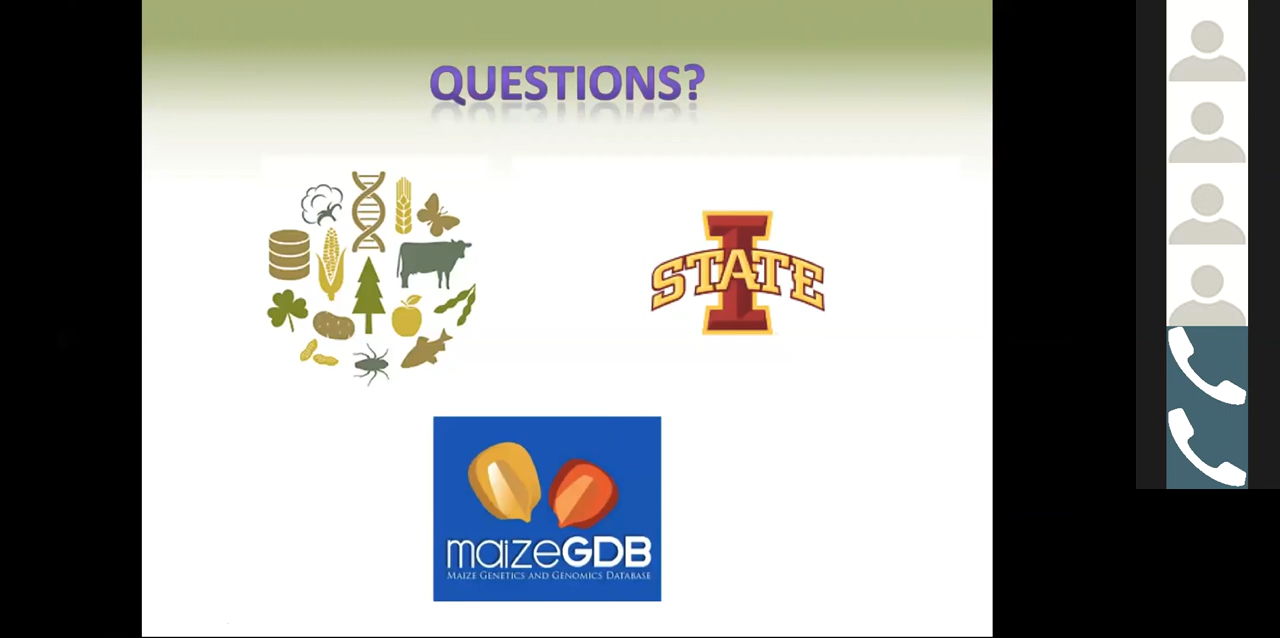 QUESTIONS?
I
STATE
maizeGDB
MAIZE GENETICS AND GENOMICS DATABASE